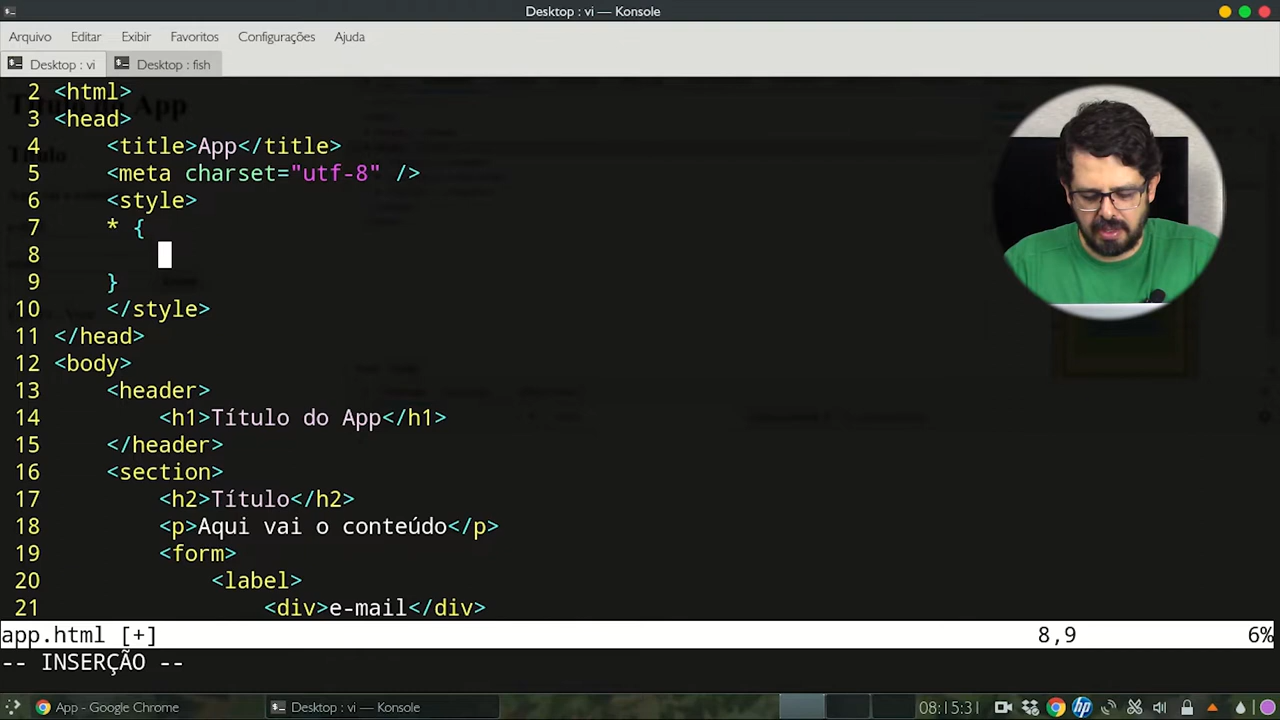 Desktop : vi — Konsole
Arquivo Editar Exibir Favoritos Configurações Ajuda
Desktop : vi Desktop : fish
2 <html>
3 <head>
4 <title>App</title>
5 <meta charset="utf-8" />
6 <style>
7 * {
8
9 }
10 </style>
11 </head>
12 <body>
13 <header>
14 <h1>Título do App</h1>
15 </header>
16 <section>
17 <h2>Título</h2>
18 <p>Aqui vai o conteúdo</p>
19 <form>
20 <label>
21 <div>e-mail</div>
app.html [+] 8,9 6%
-- INSERÇÃO --
App - Google Chrome Desktop : vi — Konsole 08:15:31